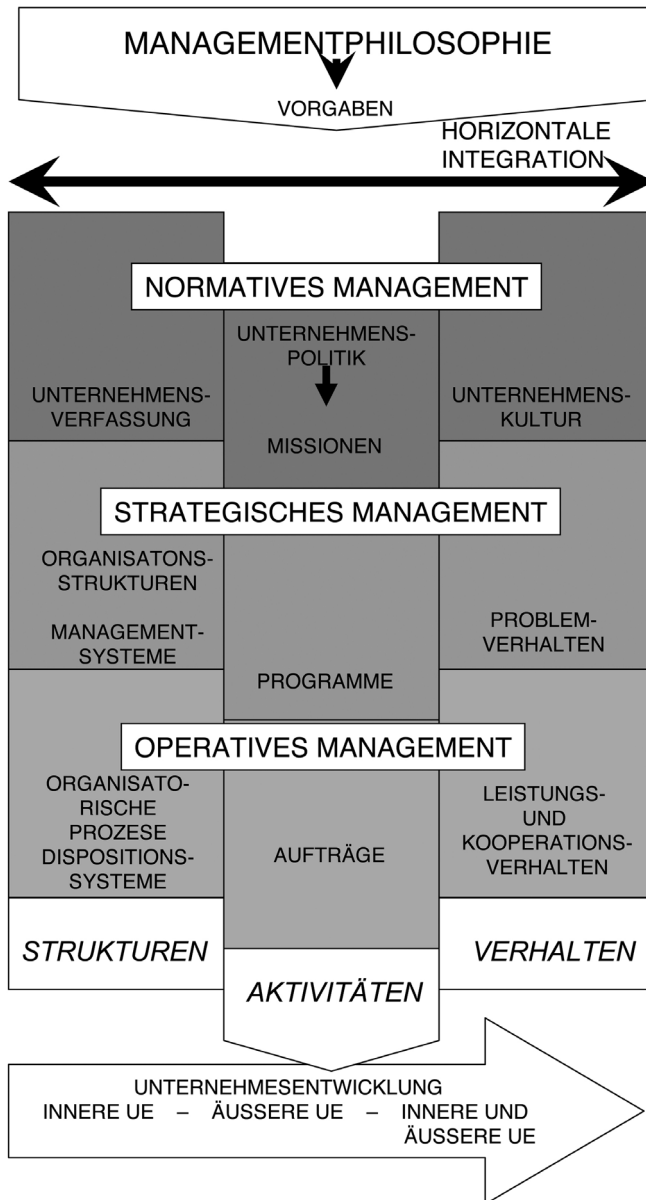 MANAGEMENTPHILOSOPHIE
VORGABEN
HORIZONTALE
INTEGRATION
NORMATIVES MANAGEMENT
UNTERNEHMENS-
POLITIK
UNTERNEHMENS-
VERFASSUNG
MISSIONEN
UNTERNEHMENS-
KULTUR
STRATEGISCHES MANAGEMENT
ORGANISATONS-
STRUKTUREN
MANAGEMENT-
SYSTEME
PROGRAMME
PROBLEM-
VERHALTEN
OPERATIVES MANAGEMENT
ORGANISATO-
RISCHE
PROZESE
DISPOSITIONS-
SYSTEME
AUFTRÄGE
LEISTUNGS-
UND
KOOPERATIONS-
VERHALTEN
STRUKTUREN
AKTIVITÄTEN
VERHALTEN
UNTERNEHMESENTWICKLUNG
INNERE UE – ÄUSSERE UE – INNERE UND
ÄUSSERE UE